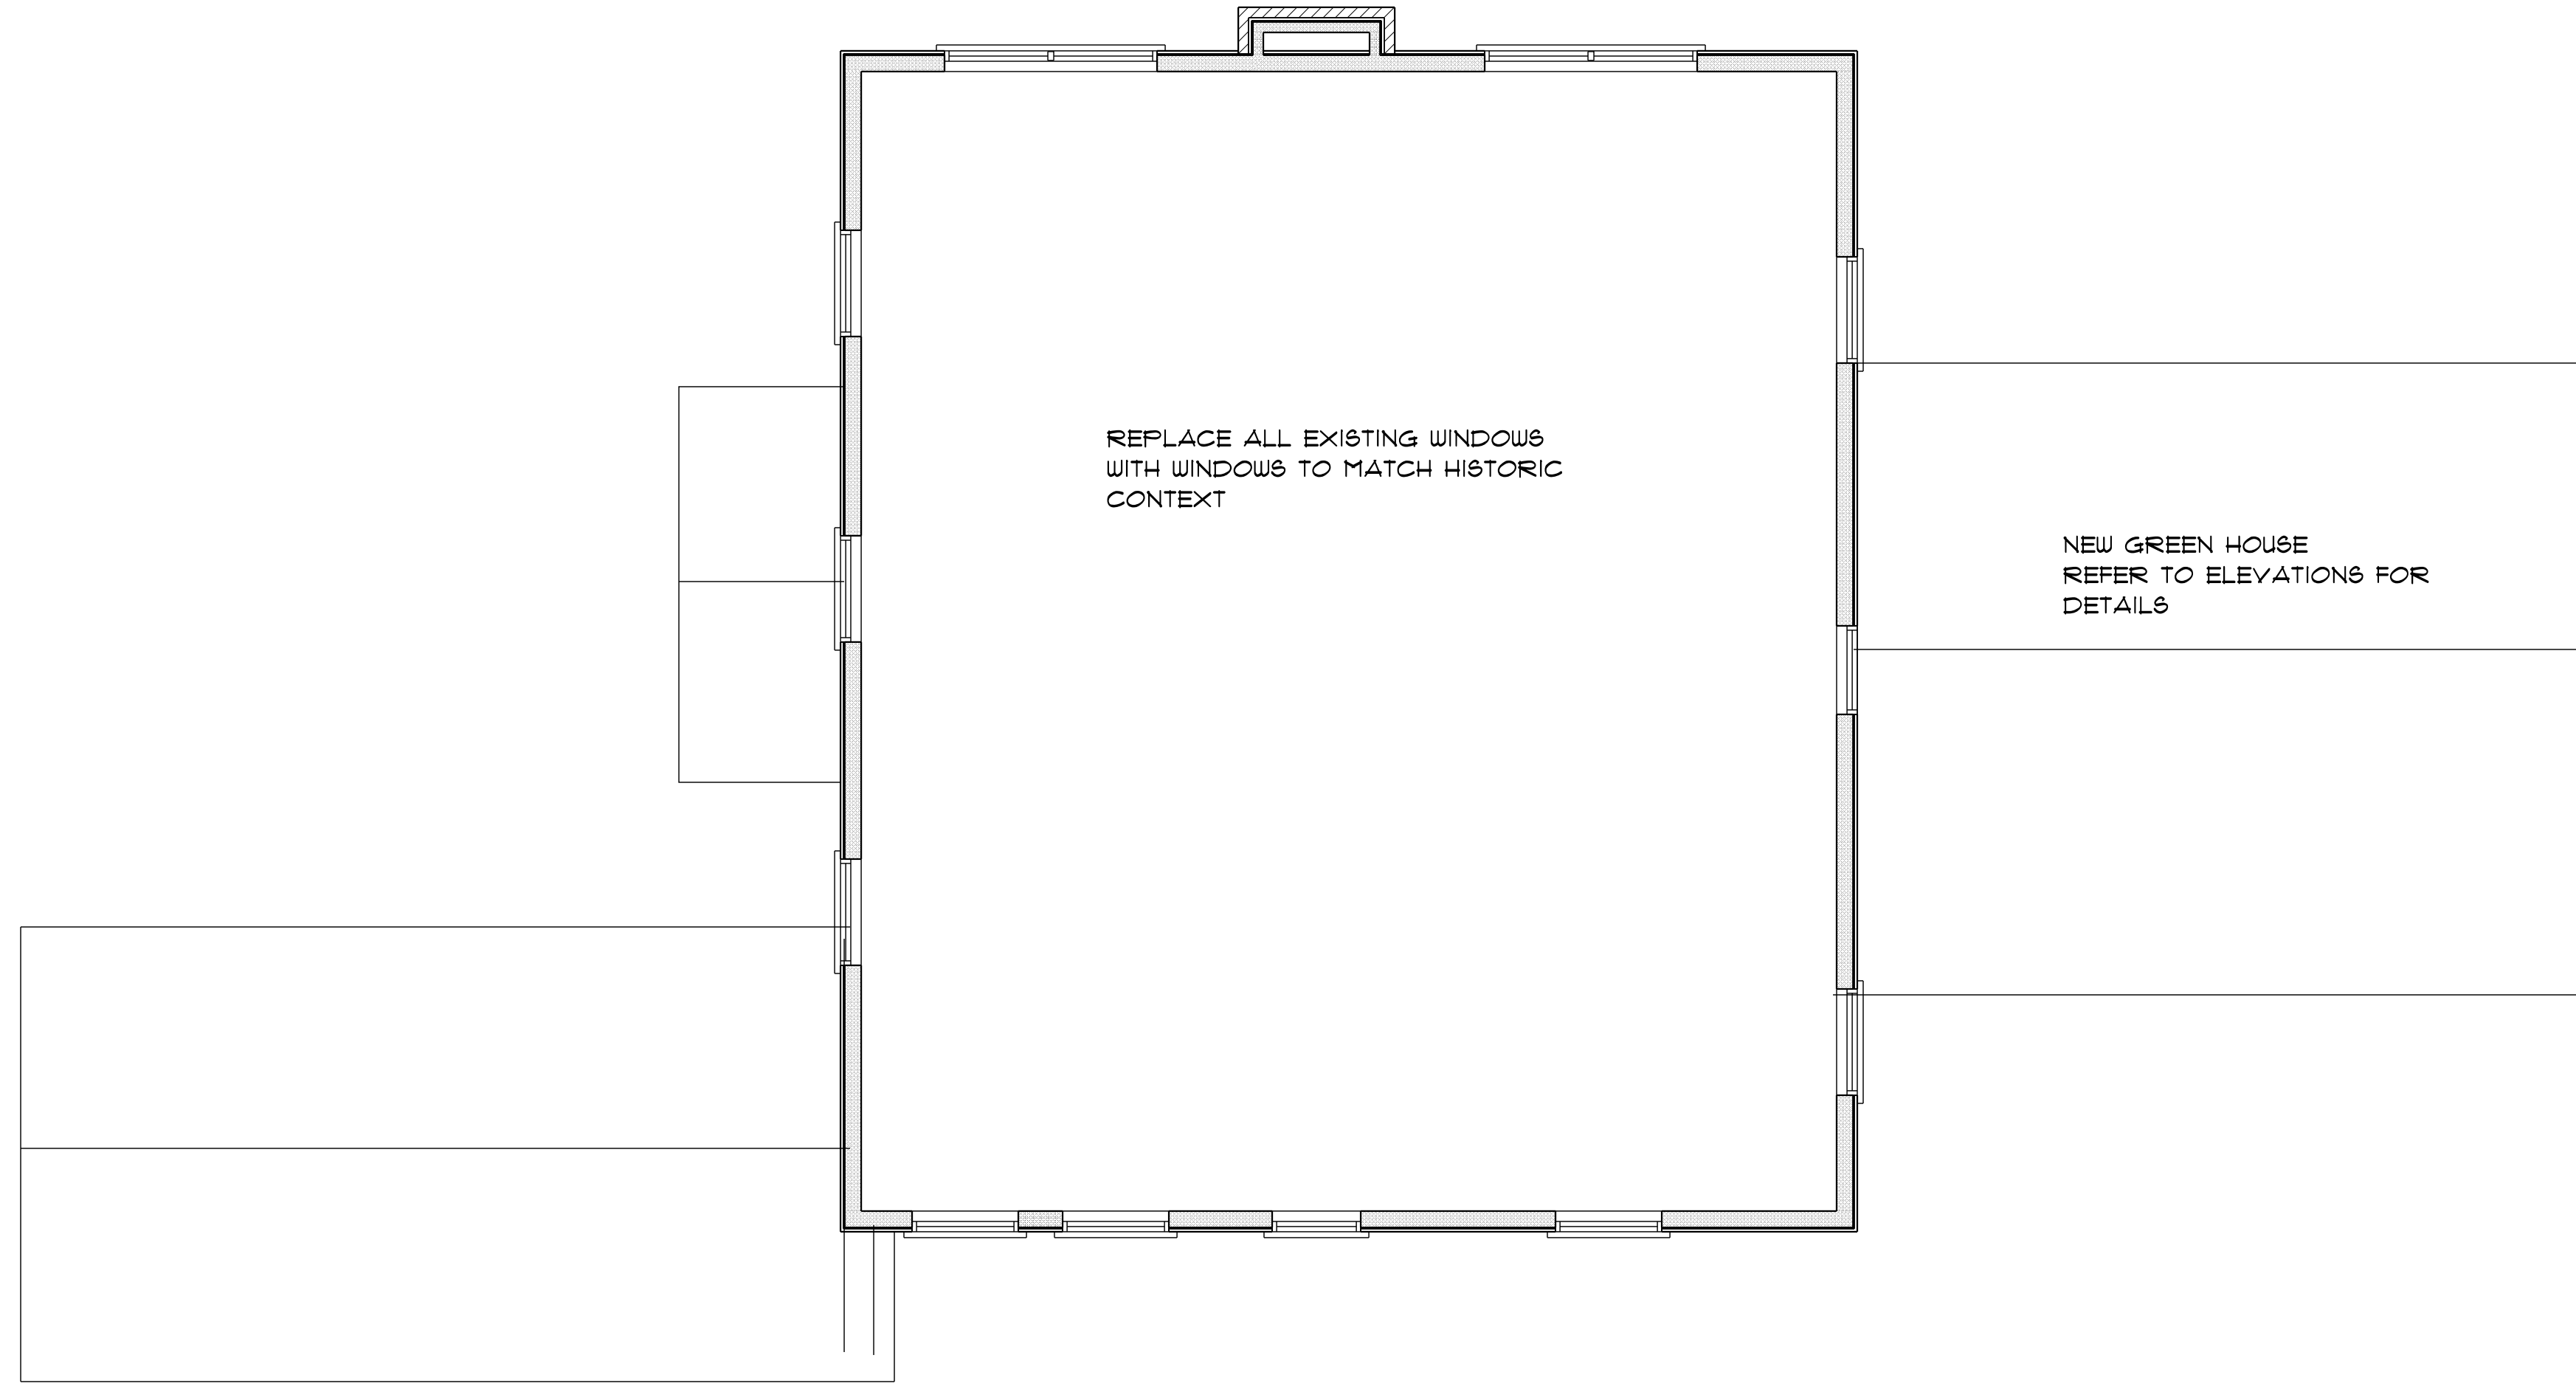 REPLACE ALL EXISTING WINDOWS
WITH WINDOWS TO MATCH HISTORIC
CONTEXT
NEW GREEN HOUSE
REFER TO ELEVATIONS FOR
DETAILS